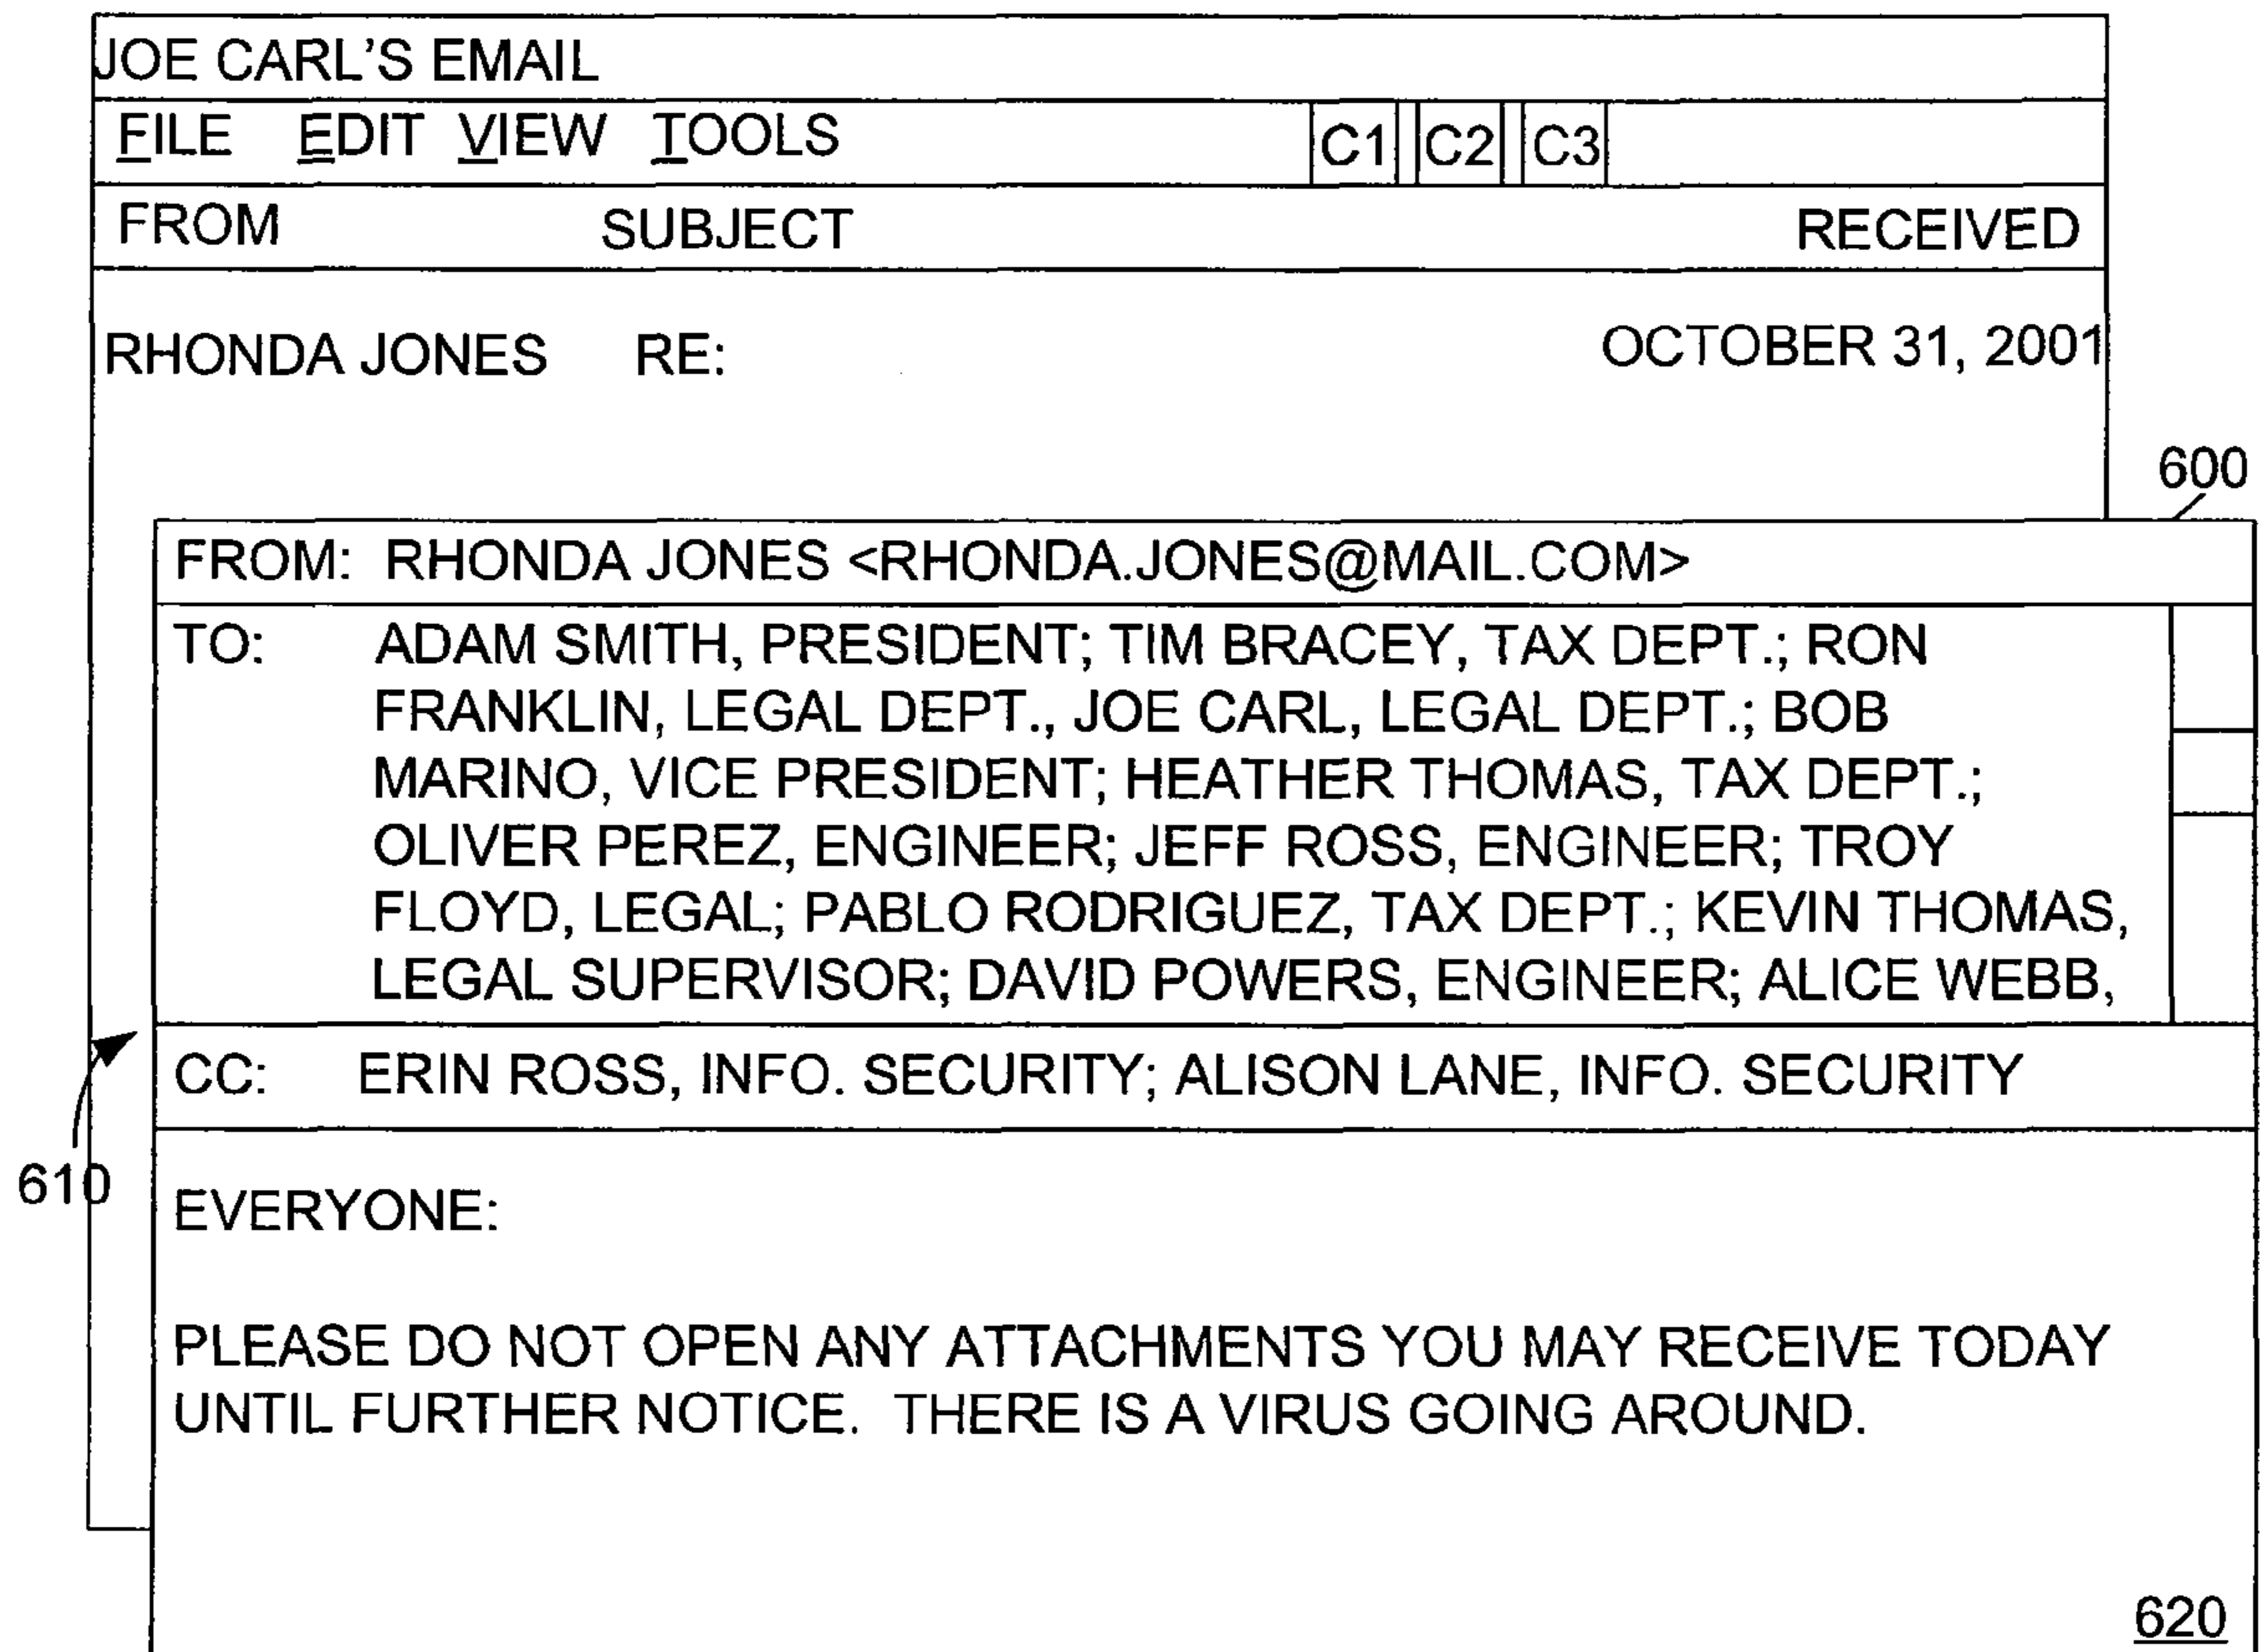 JOE CARL'S EMAIL
FILE EDIT VIEW TOOLS C1 C2 C3
FROM SUBJECT RECEIVED
RHONDA JONES RE: OCTOBER 31, 2001
600
FROM: RHONDA JONES <RHONDA.JONES@MAIL.COM>
TO: ADAM SMITH, PRESIDENT; TIM BRACEY, TAX DEPT.; RON
FRANKLIN, LEGAL DEPT., JOE CARL, LEGAL DEPT.; BOB
MARINO, VICE PRESIDENT; HEATHER THOMAS, TAX DEPT.;
OLIVER PEREZ, ENGINEER; JEFF ROSS, ENGINEER; TROY
FLOYD, LEGAL; PABLO RODRIGUEZ, TAX DEPT.; KEVIN THOMAS,
LEGAL SUPERVISOR; DAVID POWERS, ENGINEER; ALICE WEBB,
CC: ERIN ROSS, INFO. SECURITY; ALISON LANE, INFO. SECURITY
610
EVERYONE:
PLEASE DO NOT OPEN ANY ATTACHMENTS YOU MAY RECEIVE TODAY
UNTIL FURTHER NOTICE. THERE IS A VIRUS GOING AROUND.
620